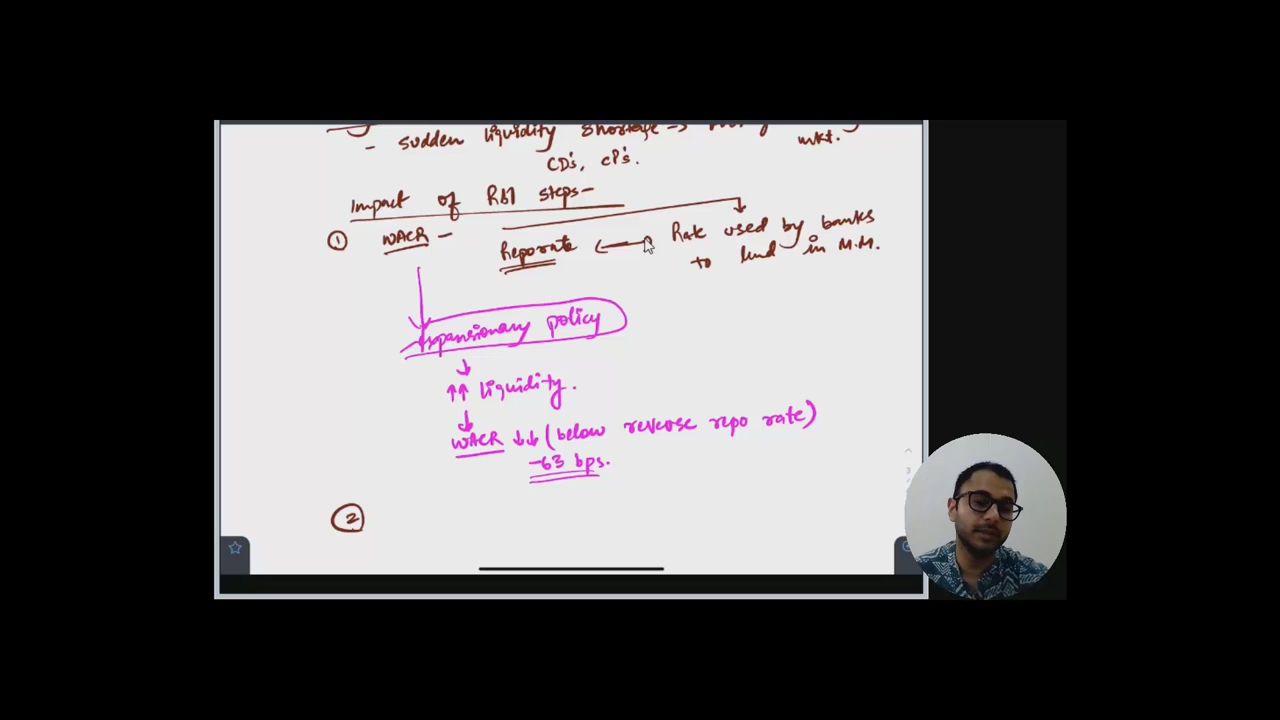 - sudden liquidity shortage → mkt.
CD's, CP's.
Impact of RBI steps-
① WACR - Reporate ← Rate used by banks
to lend in M.M.
Expansionary policy
↓
↑↑ liquidity.
↓
WACR ↓↓ (below reverse repo rate)
-63 bps.
②